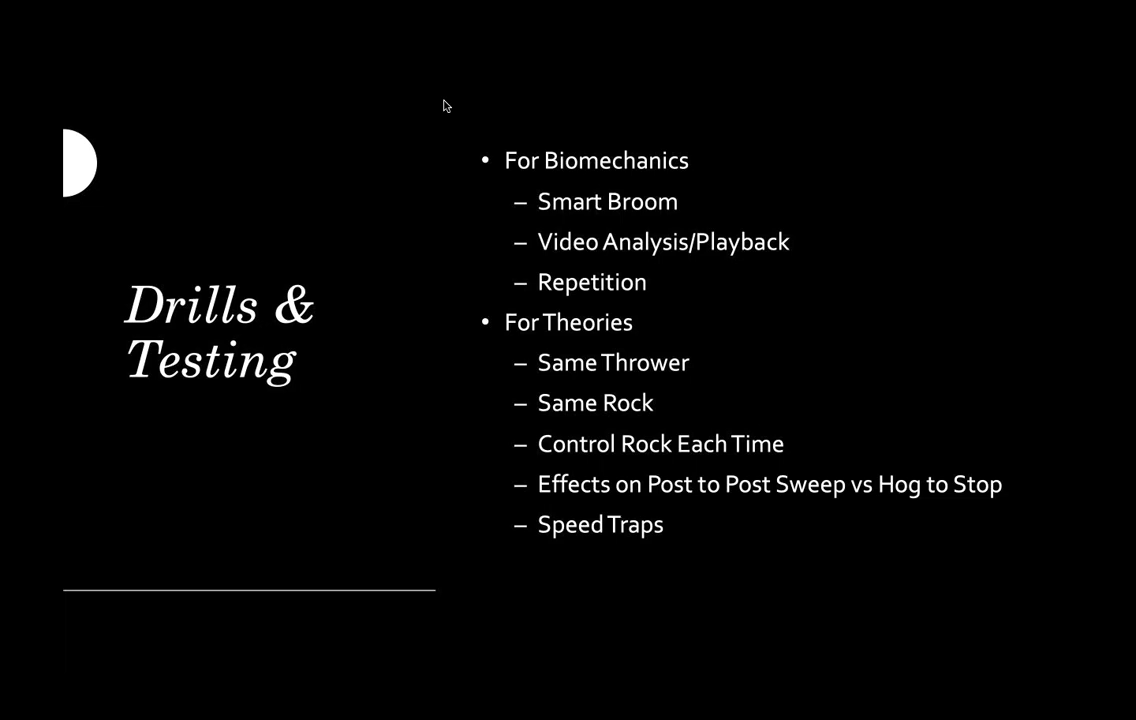 Drills &
Testing
• For Biomechanics
– Smart Broom
– Video Analysis/Playback
– Repetition
• For Theories
– Same Thrower
– Same Rock
– Control Rock Each Time
– Effects on Post to Post Sweep vs Hog to Stop
– Speed Traps